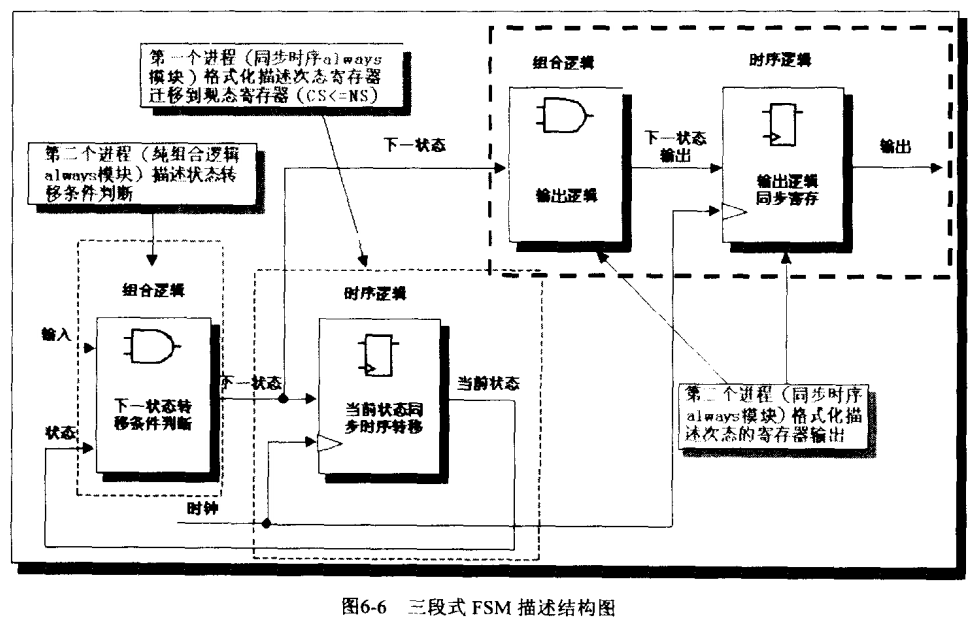 第一个进程（同步时序always
模块）格式化描述次态寄存器
迁移到现态寄存器（CS<=NS）
第二个进程（纯组合逻辑
always模块）描述状态转
移条件判断
组合逻辑
时序逻辑
下一状态
输出逻辑
下一状态
输出
输出逻辑
同步寄存
输出
组合逻辑
时序逻辑
输入
下一状态转
移条件判断
状态
下一状态
当前状态同
步时序转移
当前状态
时钟
个进程（同步时序
always模块）格式化描
述次态的寄存器输出
图6-6 三段式 FSM 描述结构图